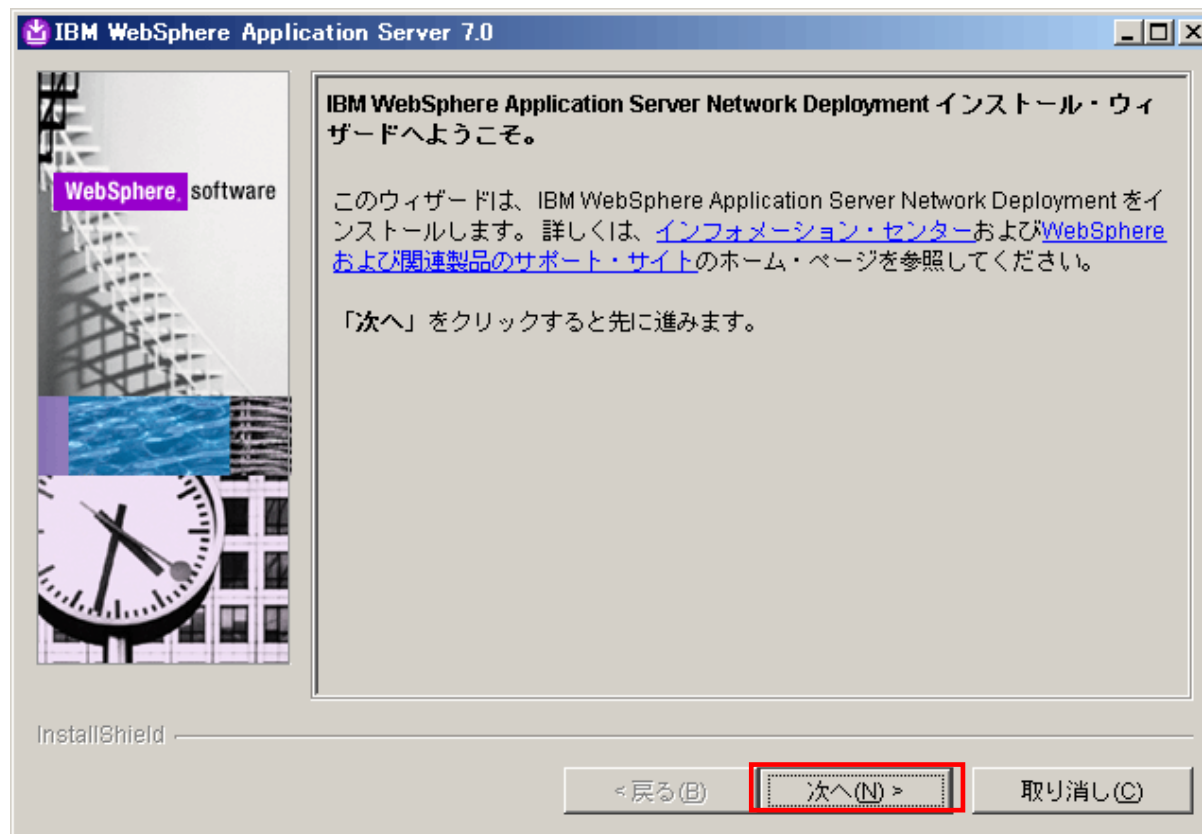 IBM WebSphere Application Server 7.0
WebSphere. software
IBM WebSphere Application Server Network Deployment インストール・ウィ
ザードへようこそ。
このウィザードは、IBM WebSphere Application Server Network Deployment をイ
ンストールします。 詳しくは、インフォメーション・センターおよびWebSphere
および関連製品のサポート・サイトのホーム・ページを参照してください。
「次へ」をクリックすると先に進みます。
InstallShield
<戻る(B)
次へ(N) >
取り消し(C)